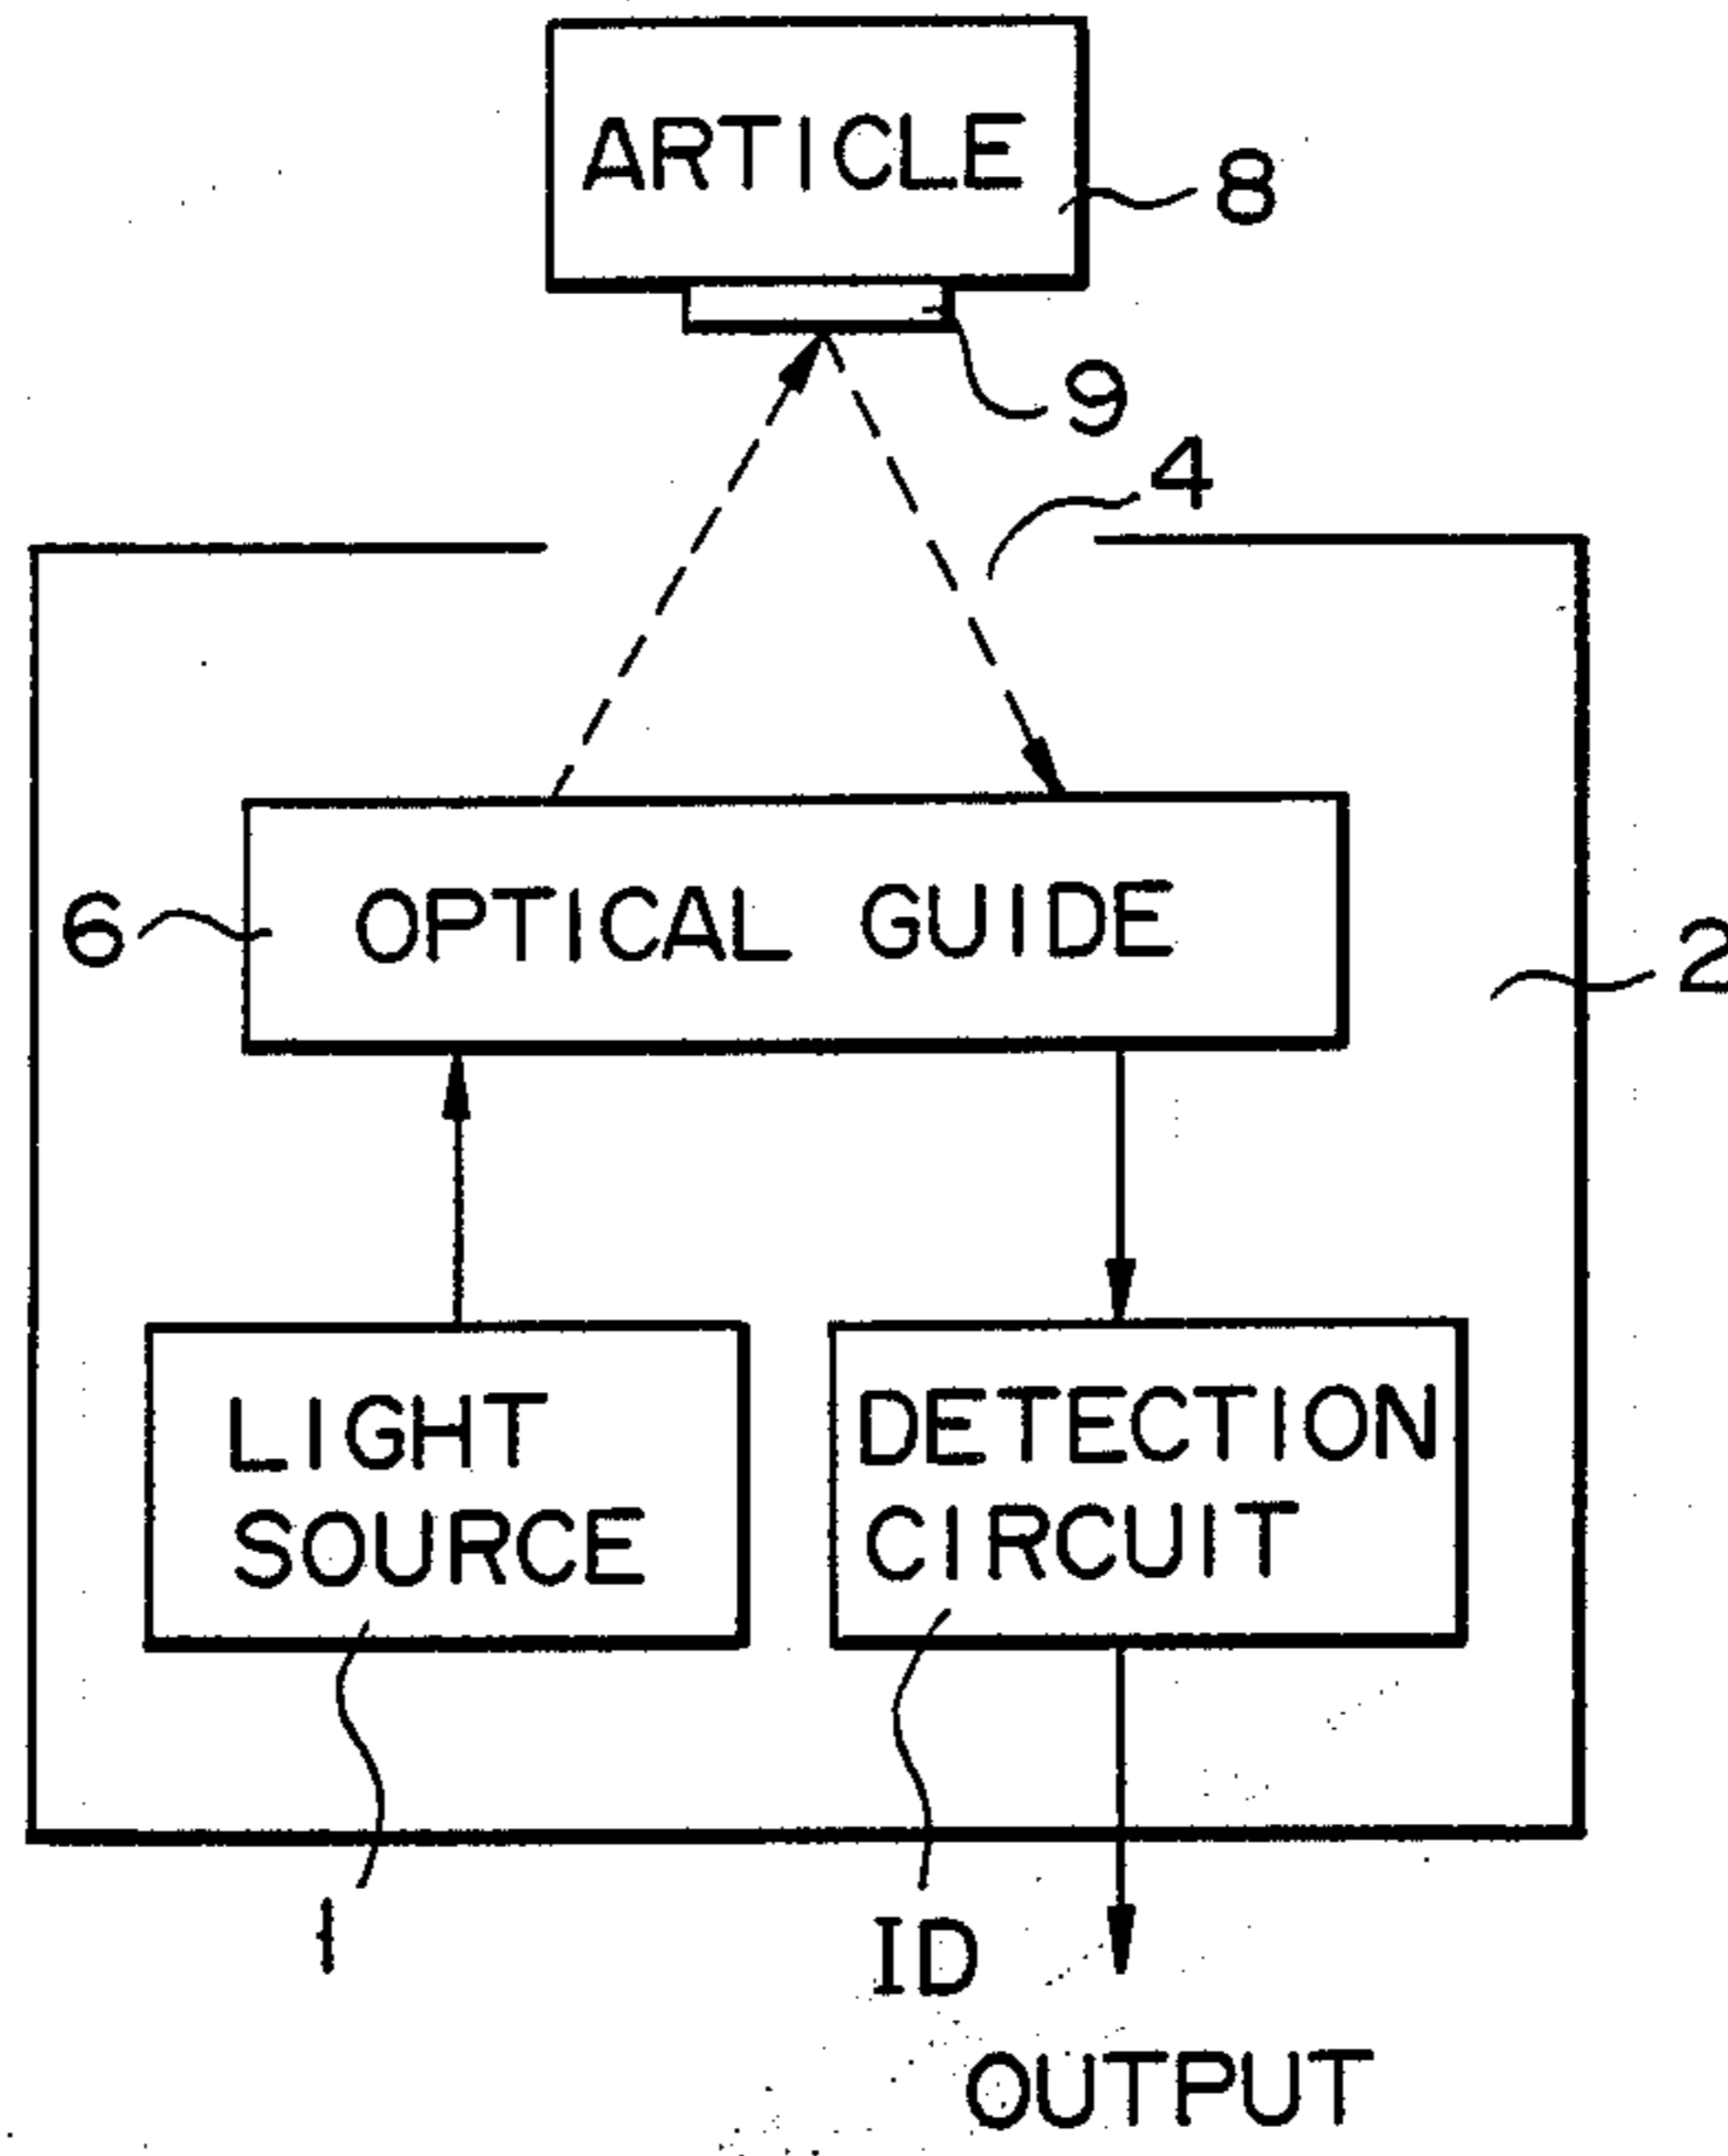 ARTICLE
8
9
4
OPTICAL GUIDE
6
2
LIGHT
SOURCE
DETECTION
CIRCUIT
1
ID
OUTPUT